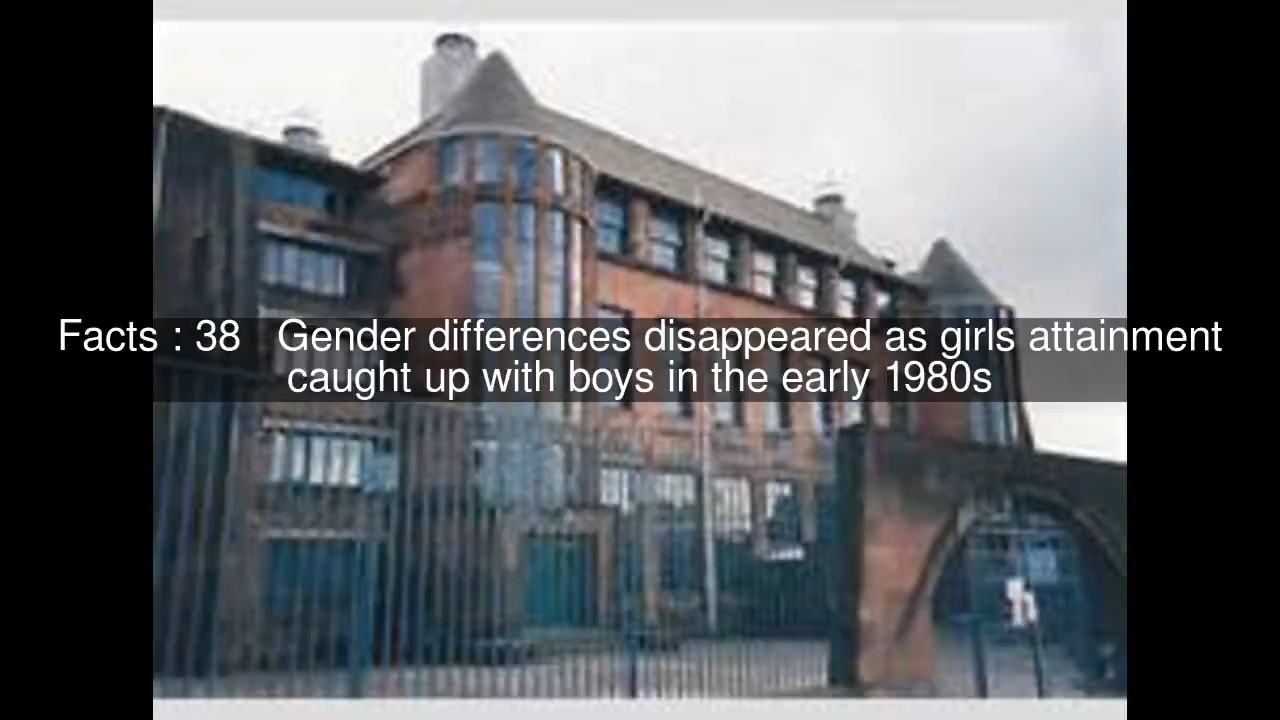 Facts : 38 Gender differences disappeared as girls attainment
caught up with boys in the early 1980s